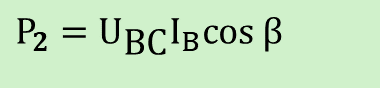 P₂ = U_BC I_B cos β